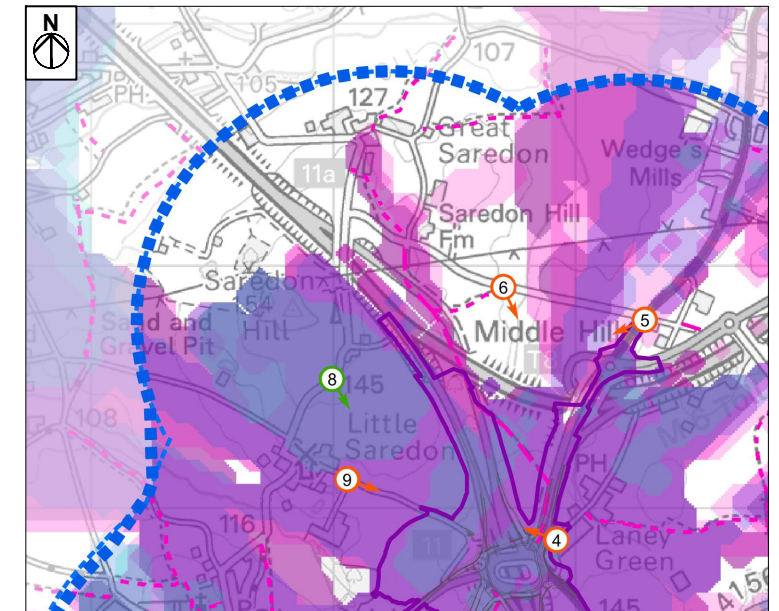 N
107
PH
105
127
Great
Saredon
Wedge's
Mills
11a
Saredon Hill
Fm
Saredon
Hill
Sand and
Gravel Pit
6
Middle Hill
5
8
145
108
Little
Saredon
9
PH
116
11
4
Laney
Green
145